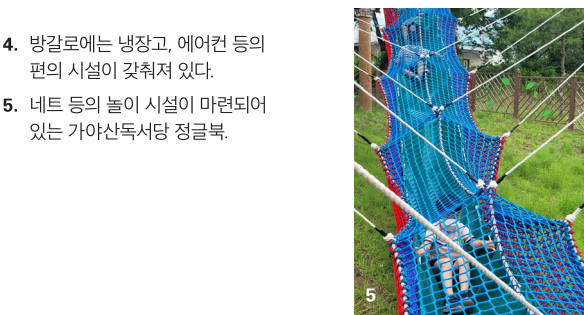 4. 방갈로에는 냉장고, 에어컨 등의
편의 시설이 갖춰져 있다.
5. 네트 등의 놀이 시설이 마련되어
있는 가야산독서당 정글북.
5